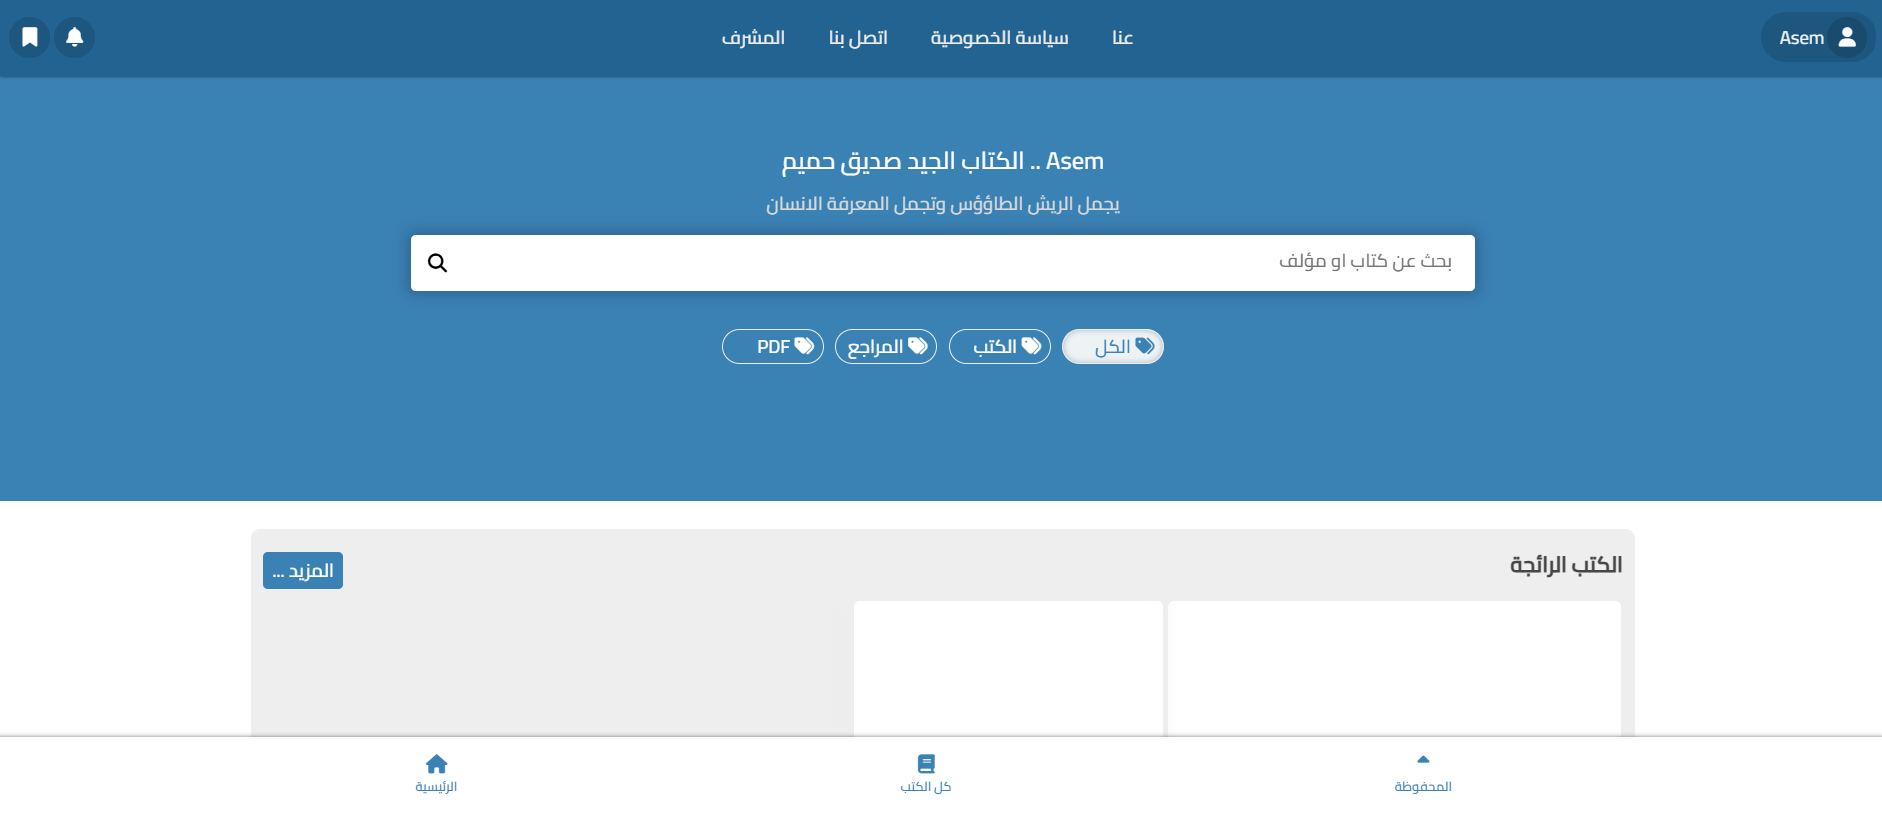 Asem
عنا
سياسة الخصوصية
اتصل بنا
المشرف
Asem .. الكتاب الجيد صديق حميم
يجمل الريش الطاؤؤس وتجمل المعرفة الانسان
بحث عن كتاب او مؤلف
الكل
الكتب
المراجع
PDF
الكتب الرائجة
المزيد ...
المحفوظة
كل الكتب
الرئيسية